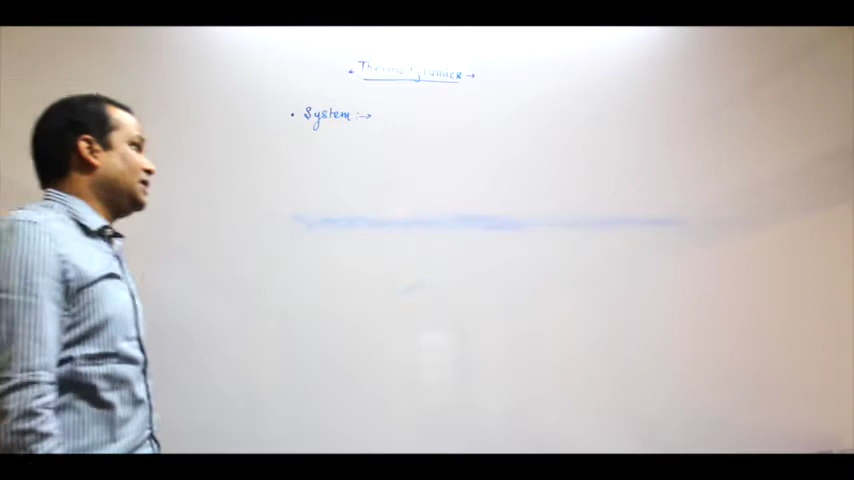 ← Thermodynamics →
• System :→